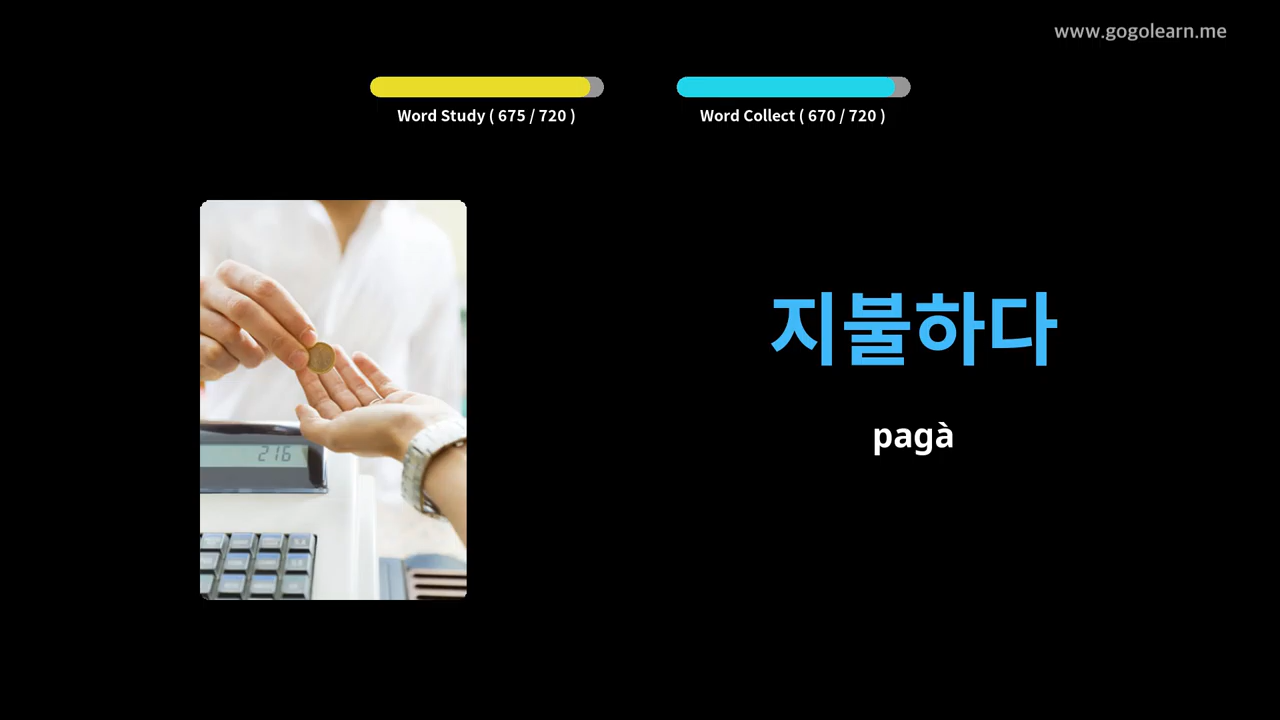 www.gogolearn.me
Word Study ( 675 / 720 )
Word Collect ( 670 / 720 )
지불하다
pagà
216